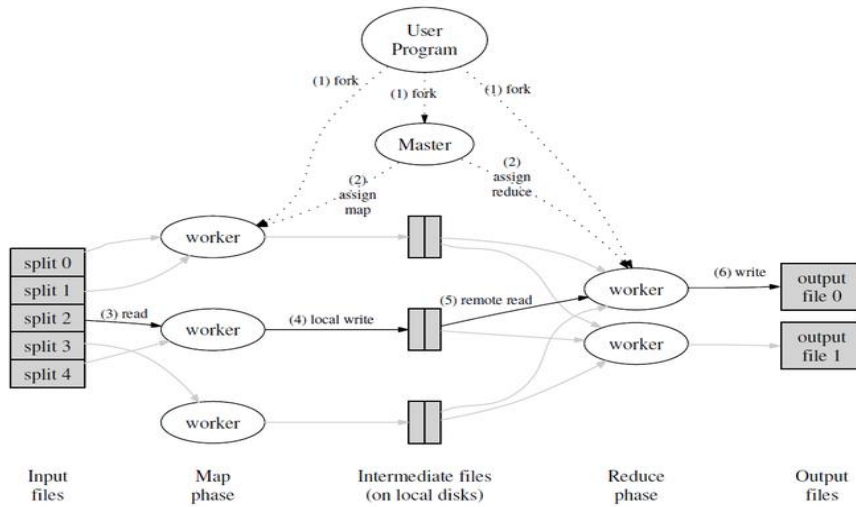 User
Program
(1) fork
(1) fork
(1) fork
Master
(2)
assign
map
(2)
assign
reduce
worker
split 0
split 1
split 2
split 3
split 4
(3) read
worker
(4) local write
(5) remote read
worker
(6) write
output
file 0
worker
output
file 1
worker
Input
files
Map
phase
Intermediate files
(on local disks)
Reduce
phase
Output
files